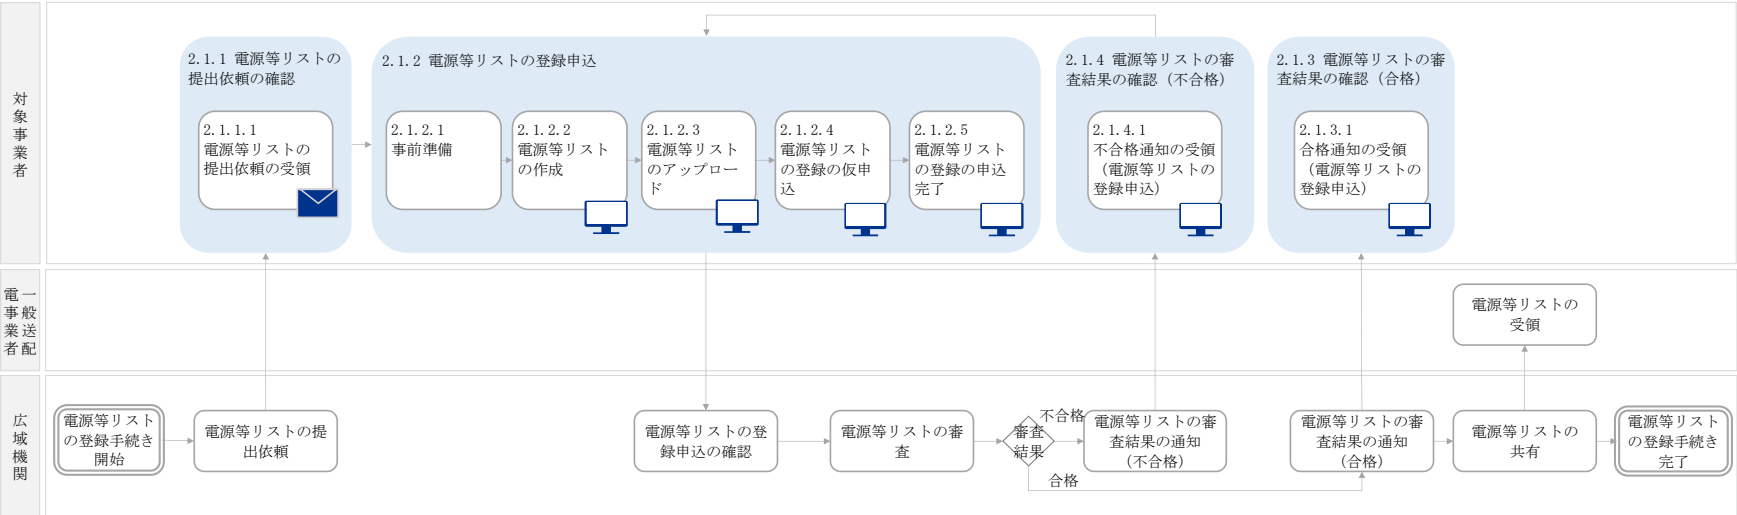 対象事業者
2.1.1 電源等リストの
提出依頼の確認
2.1.1.1
電源等リストの
提出依頼の受領
2.1.2 電源等リストの登録申込
2.1.2.1
事前準備
2.1.2.2
電源等リスト
の作成
2.1.2.3
電源等リスト
のアップロー
ド
2.1.2.4
電源等リスト
の登録の仮申
込
2.1.2.5
電源等リスト
の登録の申込
完了
2.1.4 電源等リストの審
査結果の確認（不合格）
2.1.4.1
不合格通知の受領
（電源等リストの
登録申込）
2.1.3 電源等リストの審
査結果の確認（合格）
2.1.3.1
合格通知の受領
（電源等リストの
登録申込）
一般送配
電事業者
電源等リストの
受領
広域機関
電源等リスト
の登録手続き
開始
電源等リストの提
出依頼
電源等リストの登
録申込の確認
電源等リストの審
査
審査
結果
不合格
合格
電源等リストの審
査結果の通知
（不合格）
電源等リストの審
査結果の通知
（合格）
電源等リストの
共有
電源等リスト
の登録手続き
完了